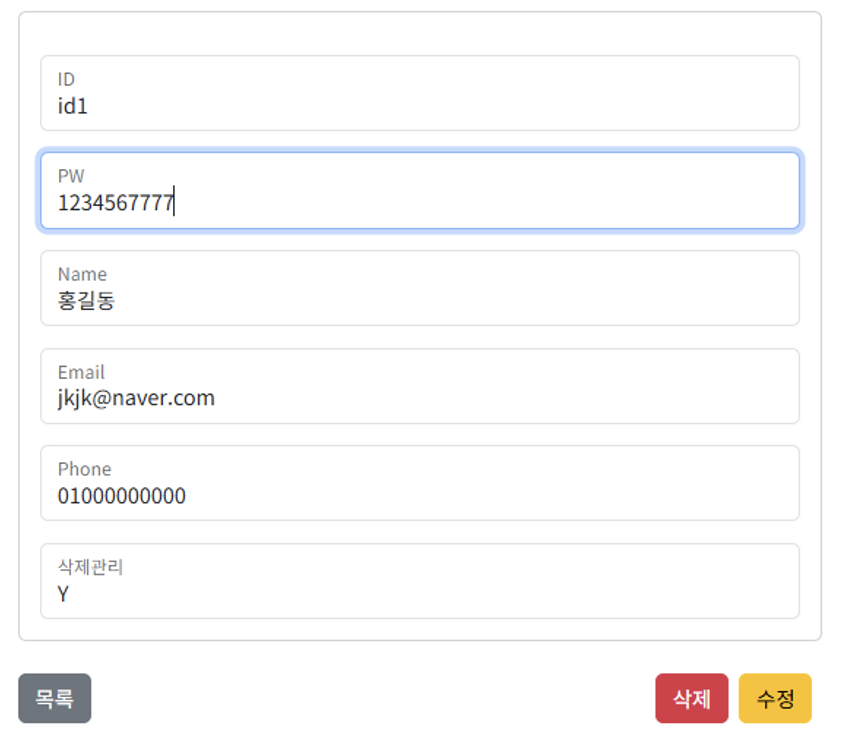 ID
id1
PW
1234567777
Name
홍길동
Email
jkjk@naver.com
Phone
01000000000
삭제관리
Y
목록 삭제 수정